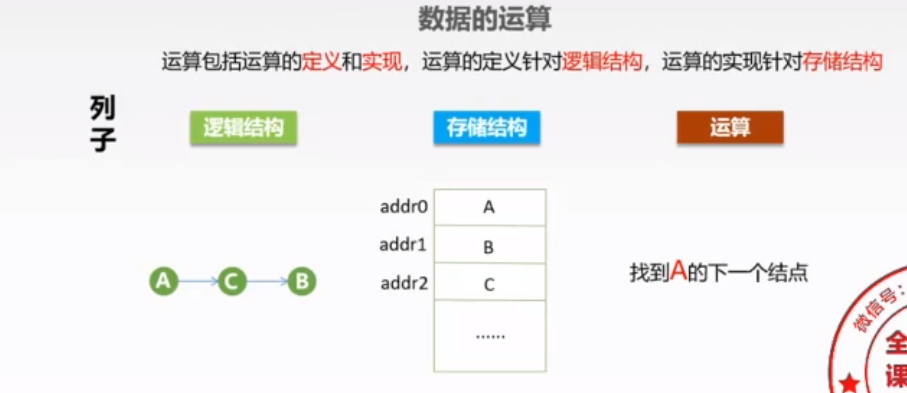 数据的运算
运算包括运算的定义和实现，运算的定义针对逻辑结构，运算的实现针对存储结构
列子
逻辑结构
存储结构
运算
addr0 A
addr1 B
addr2 C
......
A C B
找到A的下一个结点
微信号：
全
课